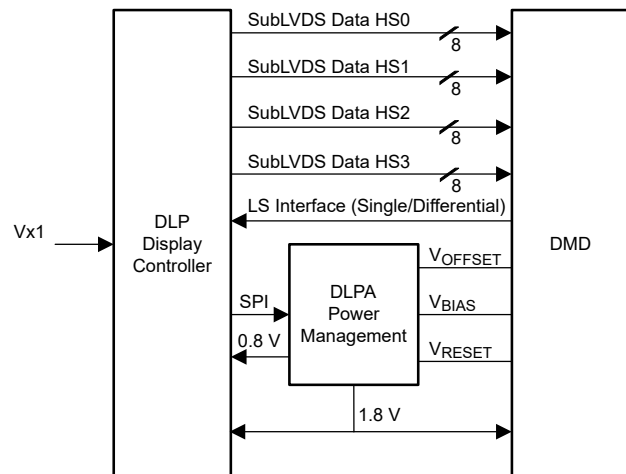 SubLVDS Data HS0
8
SubLVDS Data HS1
8
SubLVDS Data HS2
8
SubLVDS Data HS3
8
LS Interface (Single/Differential)
Vx1
DLP
Display
Controller
DMD
SPI
0.8 V
DLPA
Power
Management
VOFFSET
VBIAS
VRESET
1.8 V